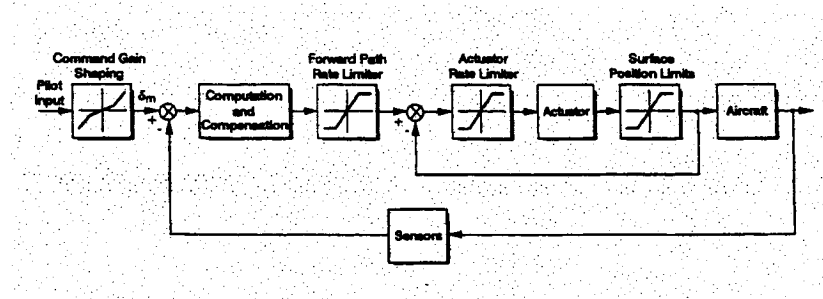 Command Gain
Shaping
Pilot
Input
δm
+
-
Computation
and
Compensation
Forward Path
Rate Limiter
+
-
Actuator
Rate Limiter
Actuator
Surface
Position Limits
Aircraft
Sensors